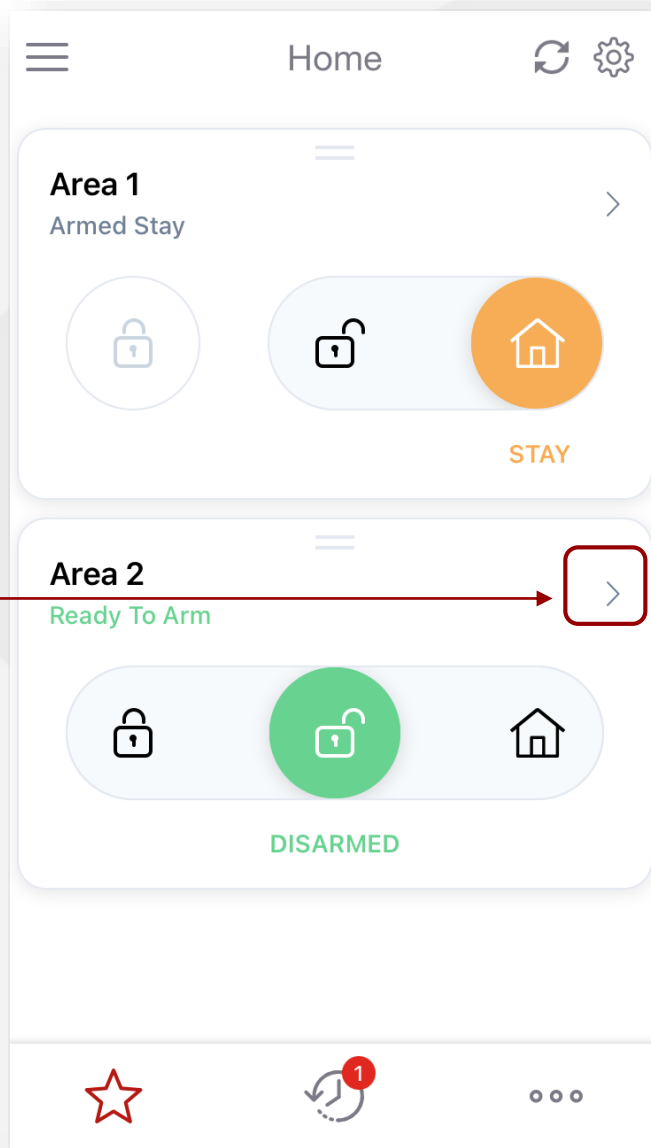 Home
Area 1
Armed Stay
STAY
Area 2
Ready To Arm
DISARMED
1